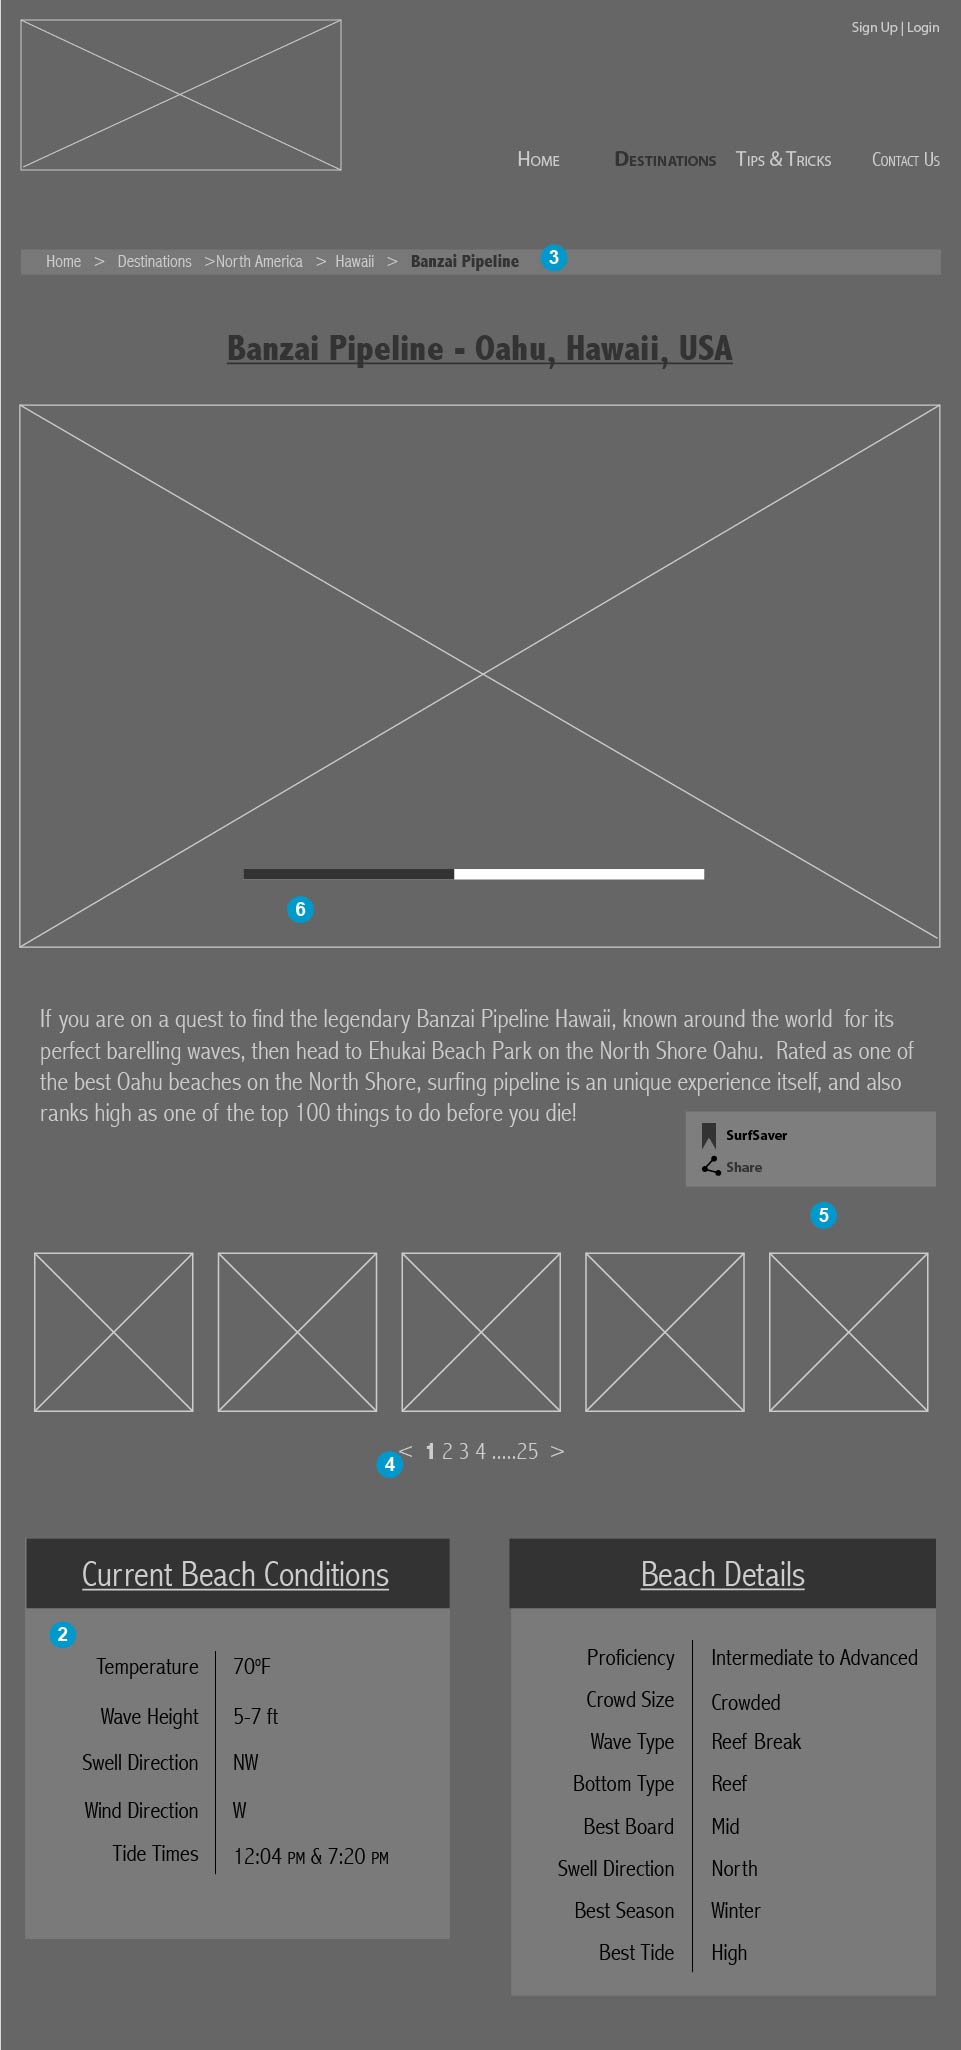 Sign Up | Login
Home Destinations Tips & Tricks Contact Us
Home > Destinations >North America > Hawaii > Banzai Pipeline 3
Banzai Pipeline - Oahu, Hawaii, USA
6
If you are on a quest to find the legendary Banzai Pipeline Hawaii, known around the world for its
perfect barelling waves, then head to Ehukai Beach Park on the North Shore Oahu. Rated as one of
the best Oahu beaches on the North Shore, surfing pipeline is an unique experience itself, and also
ranks high as one of the top 100 things to do before you die!
SurfSaver
Share
5
< 1 2 3 4 .....25 >
4
Current Beach Conditions
2
Temperature 70ºF
Wave Height 5-7 ft
Swell Direction NW
Wind Direction W
Tide Times 12:04 PM & 7:20 PM
Beach Details
Proficiency Intermediate to Advanced
Crowd Size Crowded
Wave Type Reef Break
Bottom Type Reef
Best Board Mid
Swell Direction North
Best Season Winter
Best Tide High